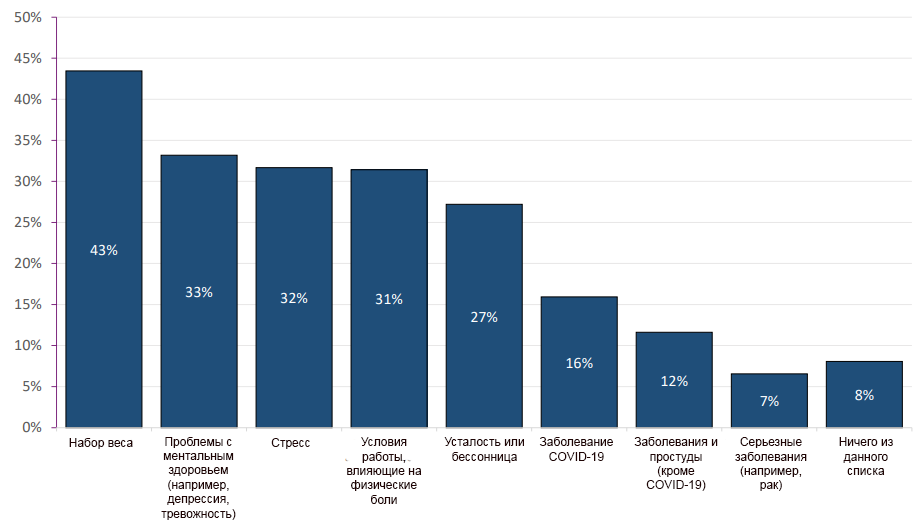 50%
45%
40%
35%
30%
25%
20%
15%
10%
5%
0%
43%
33%
32%
31%
27%
16%
12%
7%
8%
Набор веса
Проблемы с
ментальным
здоровьем
(например,
депрессия,
тревожность)
Стресс
Условия
работы,
влияющие на
физические
боли
Усталость или
бессонница
Заболевание
COVID-19
Заболевания и
простуды
(кроме
COVID-19)
Серьезные
заболевания
(например,
рак)
Ничего из
данного
списка